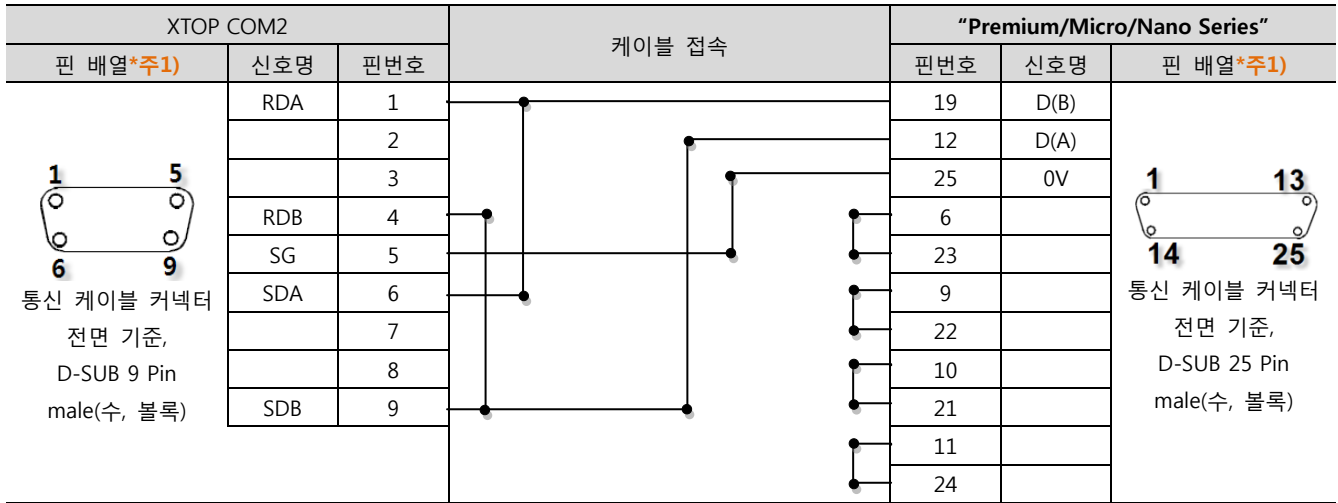 XTOP COM2 케이블 접속 “Premium/Micro/Nano Series”
핀 배열*주1) 신호명 핀번호 핀번호 신호명 핀 배열*주1)
RDA 1 19 D(B)
2 12 D(A)
3 25 0V
RDB 4 6
SG 5 23
SDA 6 9
7 22
8 10
SDB 9 21
11
24
1 5
6 9
통신 케이블 커넥터
전면 기준,
D-SUB 9 Pin
male(수, 볼록)
1 13
14 25
통신 케이블 커넥터
전면 기준,
D-SUB 25 Pin
male(수, 볼록)